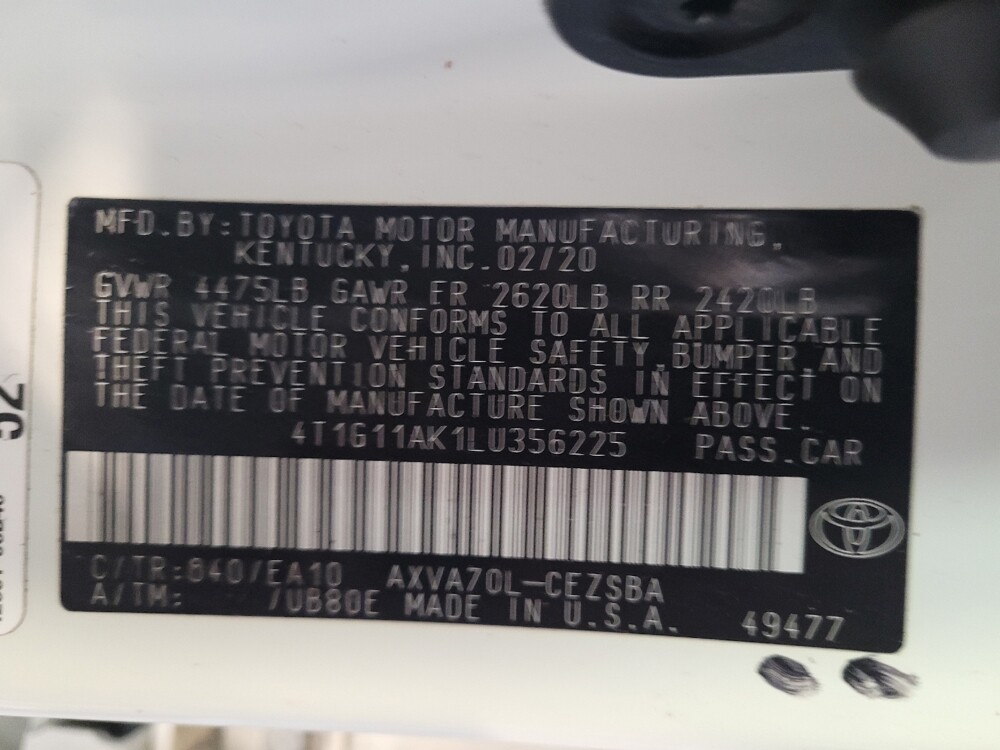 MFD.BY:TOYOTA MOTOR MANUFACTURING,
KENTUCKY,INC.02/20
GVWR 4475LB GAWR FR 2620LB RR 2420LB
THIS VEHICLE CONFORMS TO ALL APPLICABLE
FEDERAL MOTOR VEHICLE SAFETY,BUMPER,AND
THEFT PREVENTION STANDARDS IN EFFECT ON
THE DATE OF MANUFACTURE SHOWN ABOVE.
4T1G11AK1LU356225 PASS.CAR
C/TR:040/EA10 AXVA70L-CEZSBA
A/TM: /UB80E MADE IN U.S.A. 49477